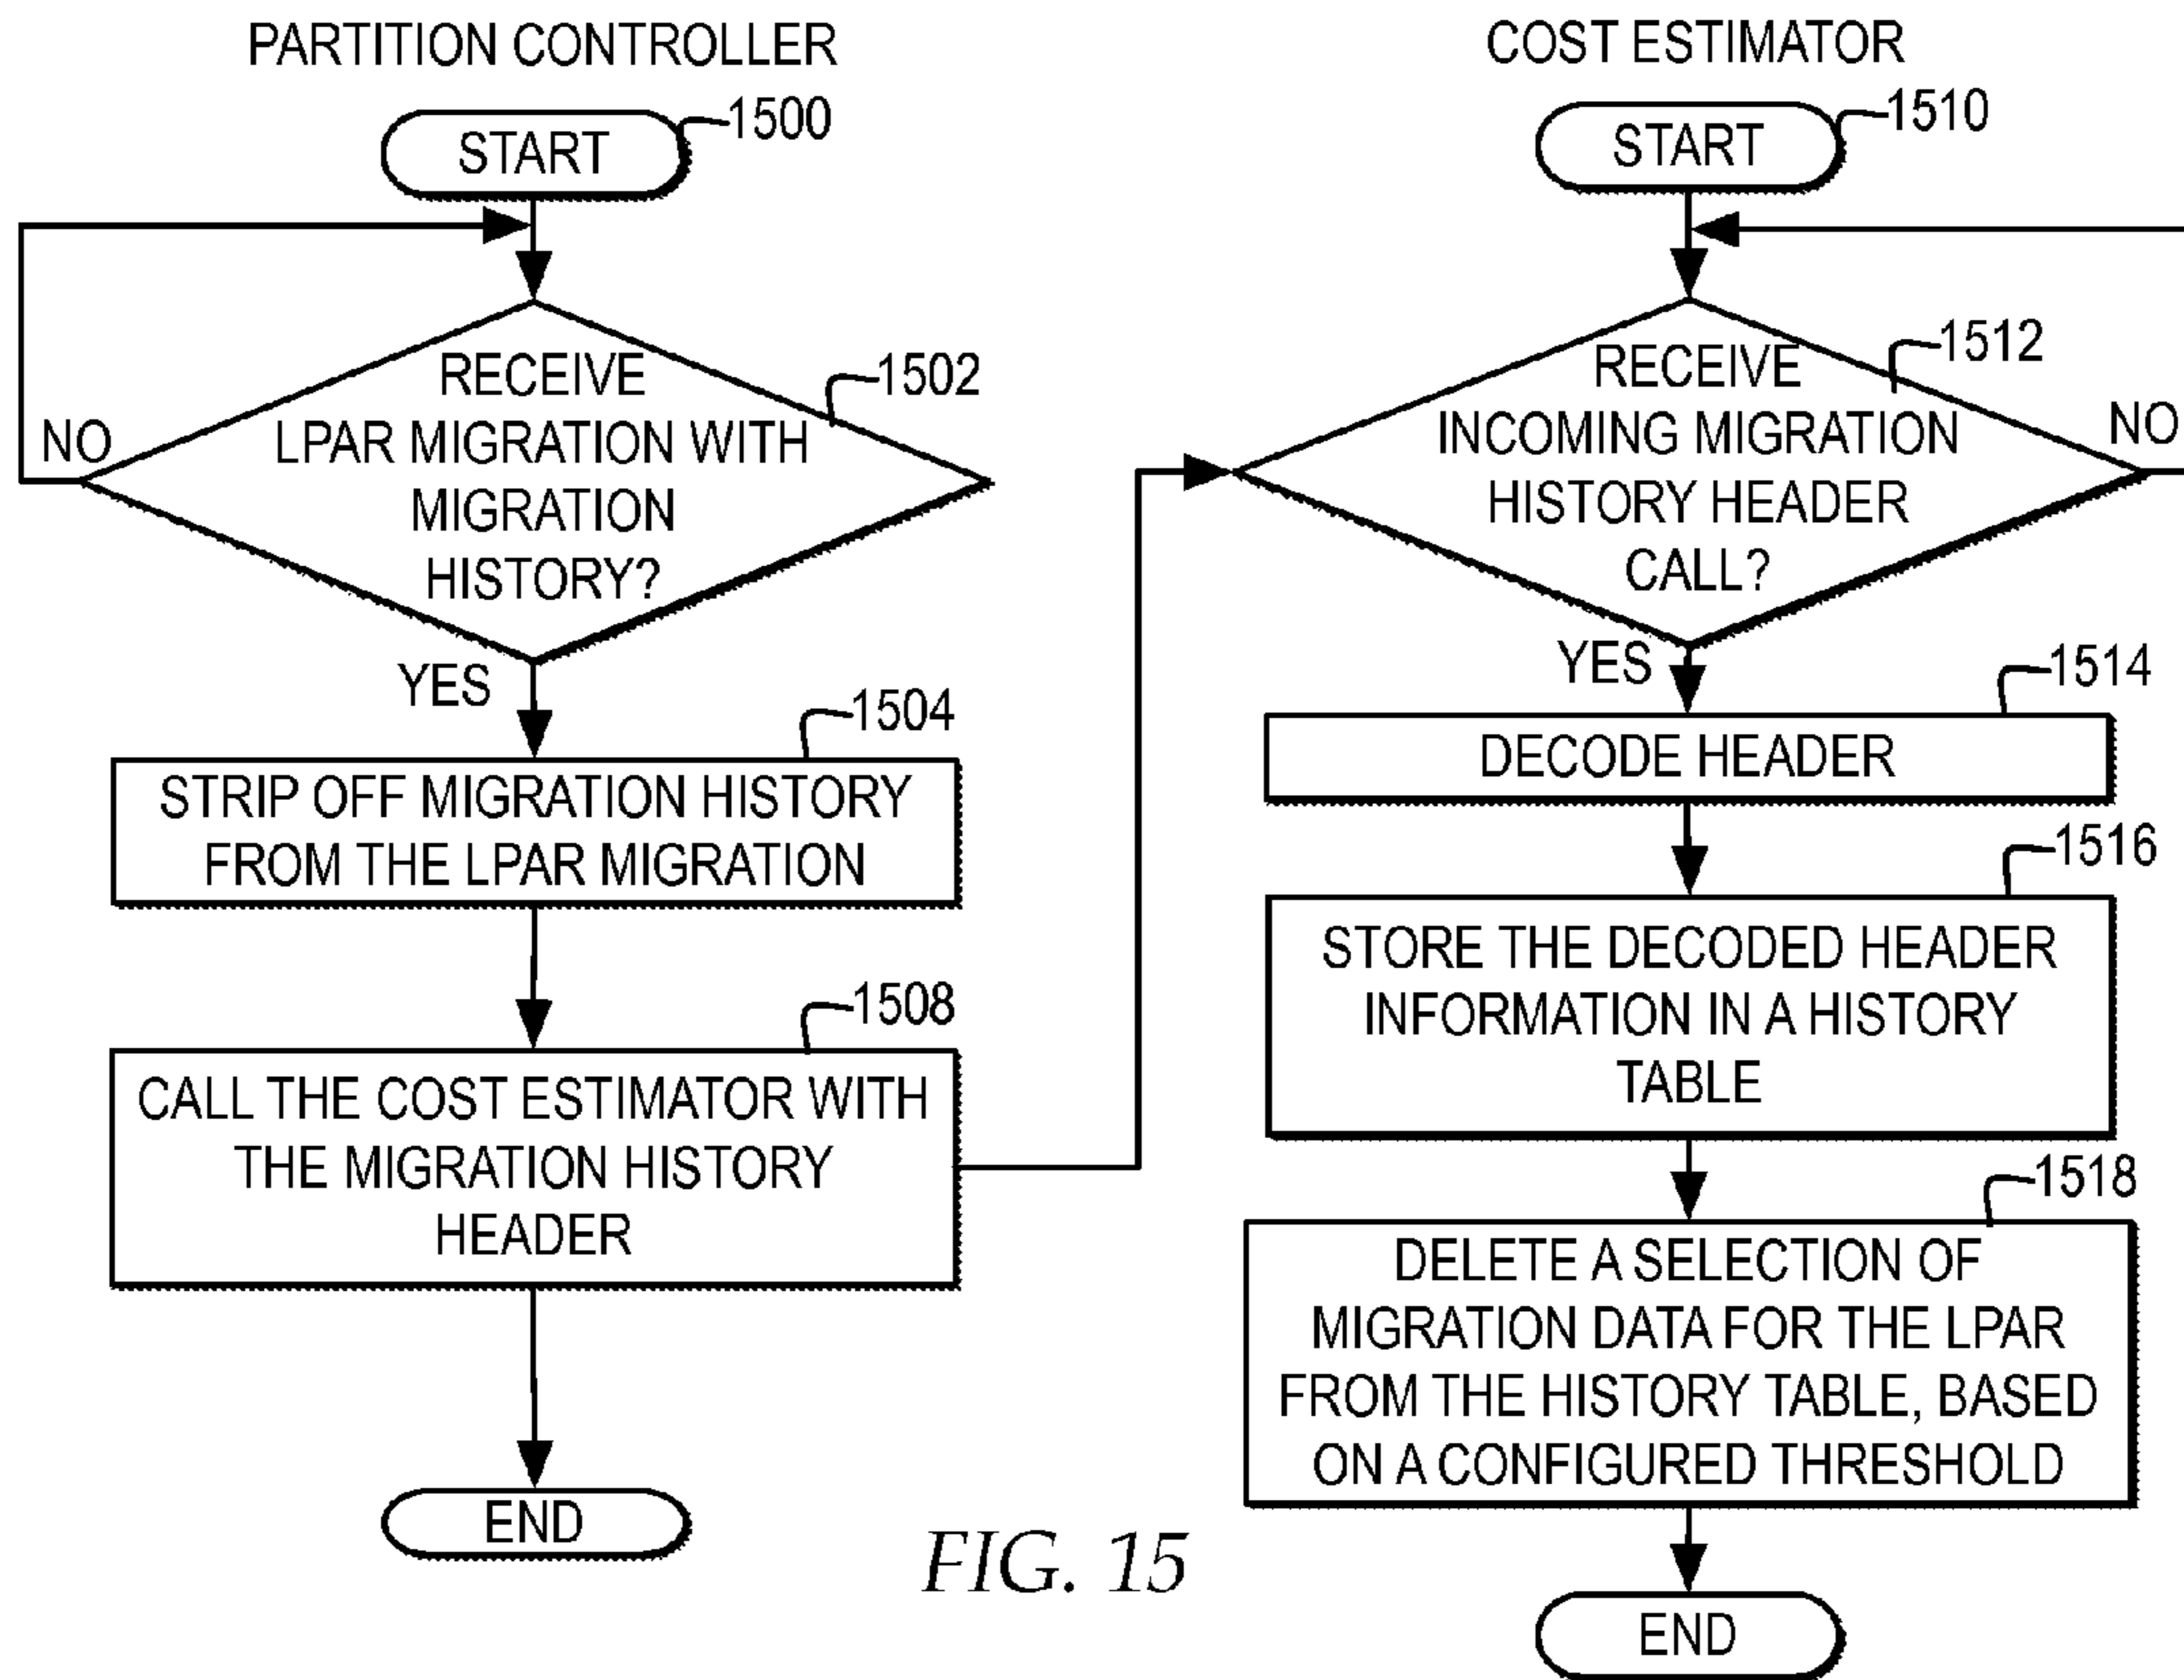 PARTITION CONTROLLER
START
1500
RECEIVE
LPAR MIGRATION WITH
MIGRATION
HISTORY?
1502
NO
YES
1504
STRIP OFF MIGRATION HISTORY
FROM THE LPAR MIGRATION
1508
CALL THE COST ESTIMATOR WITH
THE MIGRATION HISTORY
HEADER
END
COST ESTIMATOR
START
1510
RECEIVE
INCOMING MIGRATION
HISTORY HEADER
CALL?
1512
NO
YES
1514
DECODE HEADER
1516
STORE THE DECODED HEADER
INFORMATION IN A HISTORY
TABLE
1518
DELETE A SELECTION OF
MIGRATION DATA FOR THE LPAR
FROM THE HISTORY TABLE, BASED
ON A CONFIGURED THRESHOLD
END
FIG. 15